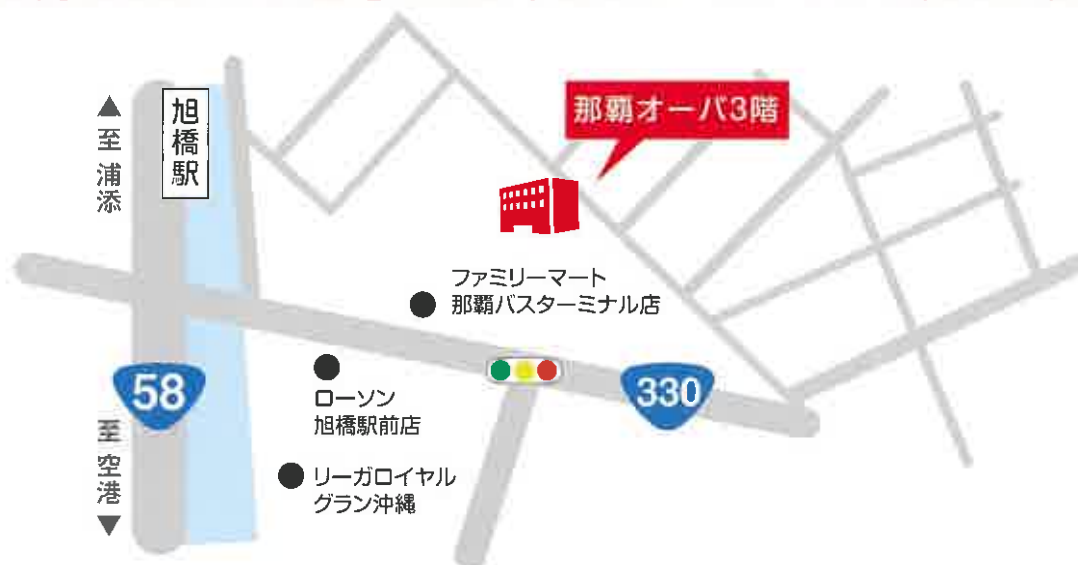 那覇オーパ3階
旭橋駅
▲至 浦添
ファミリーマート
那覇バスターミナル店
58
330
ローソン
旭橋駅前店
至 空港▼
リーガロイヤル
グラン沖縄